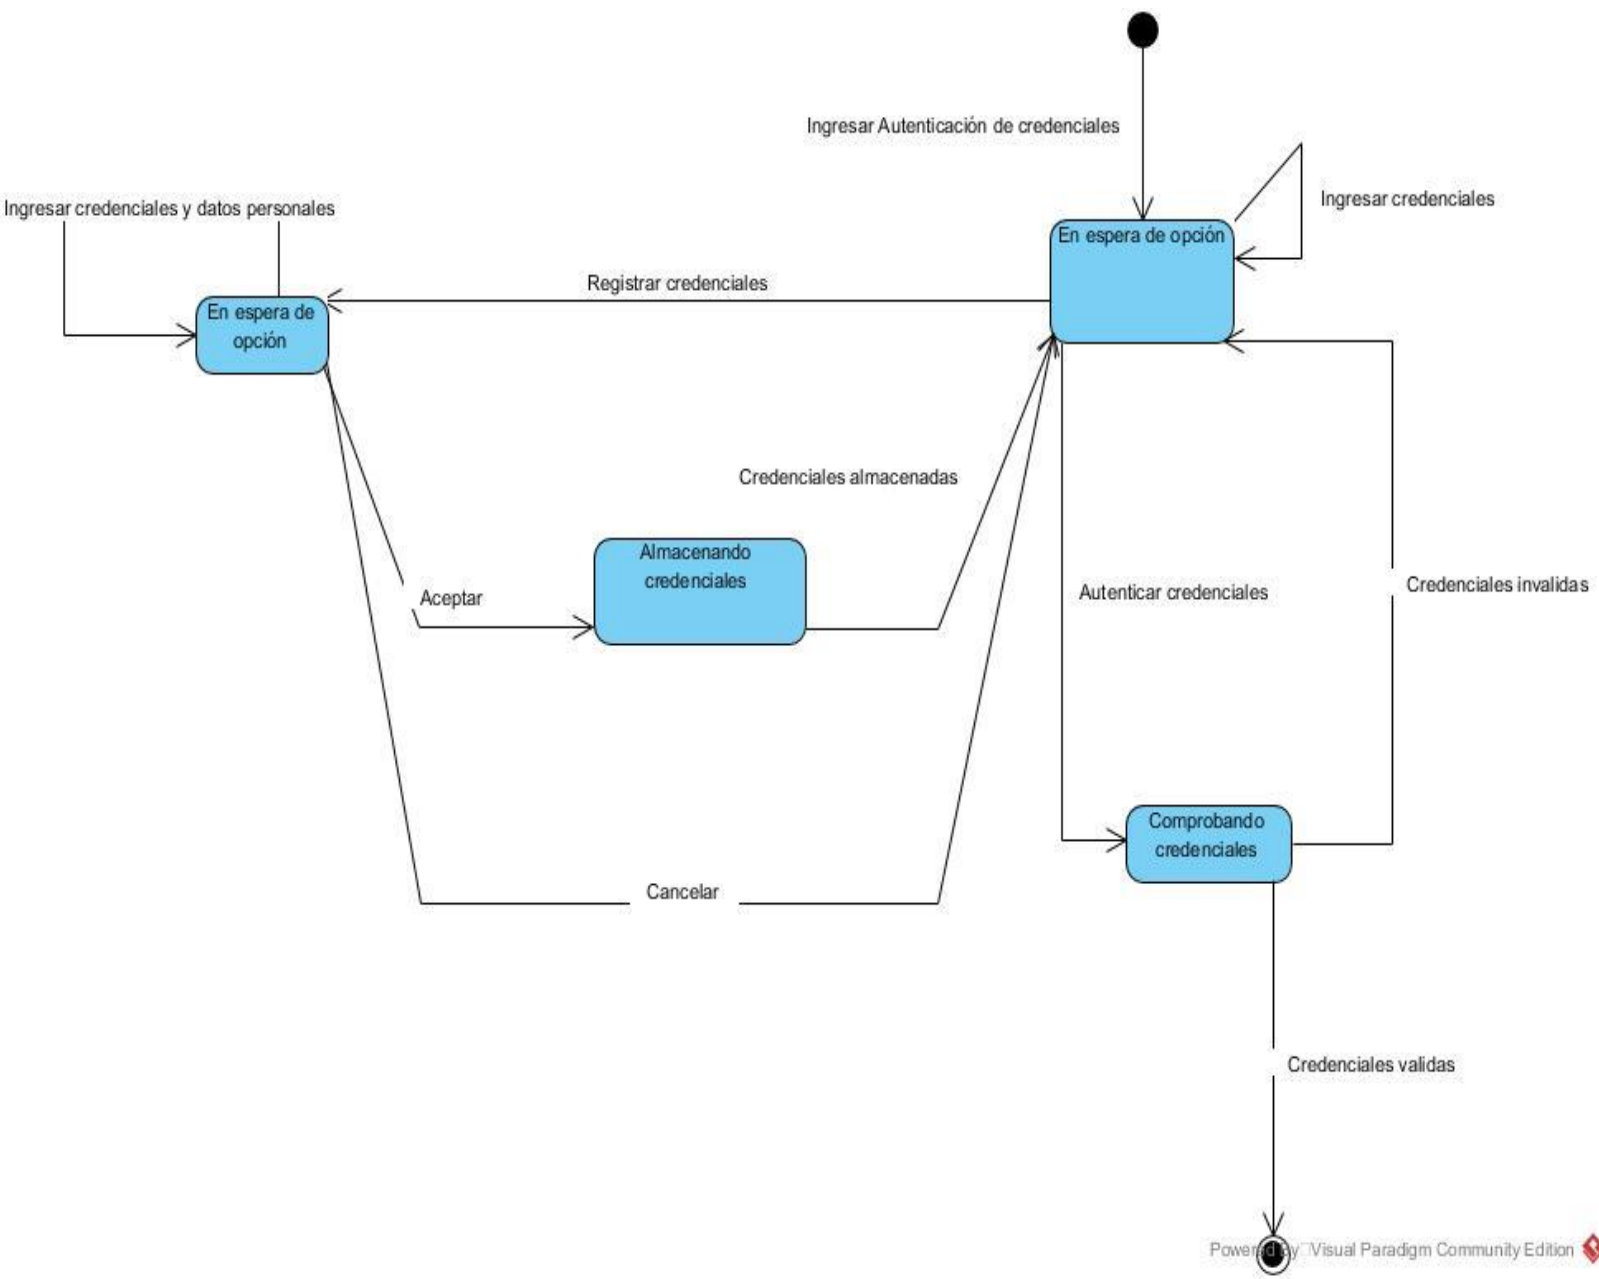 Ingresar Autenticación de credenciales
Ingresar credenciales
Ingresar credenciales y datos personales
En espera de opción
Registrar credenciales
En espera de
opción
Credenciales almacenadas
Almacenando
credenciales
Aceptar
Autenticar credenciales
Credenciales invalidas
Comprobando
credenciales
Cancelar
Credenciales validas
Powered By Visual Paradigm Community Edition